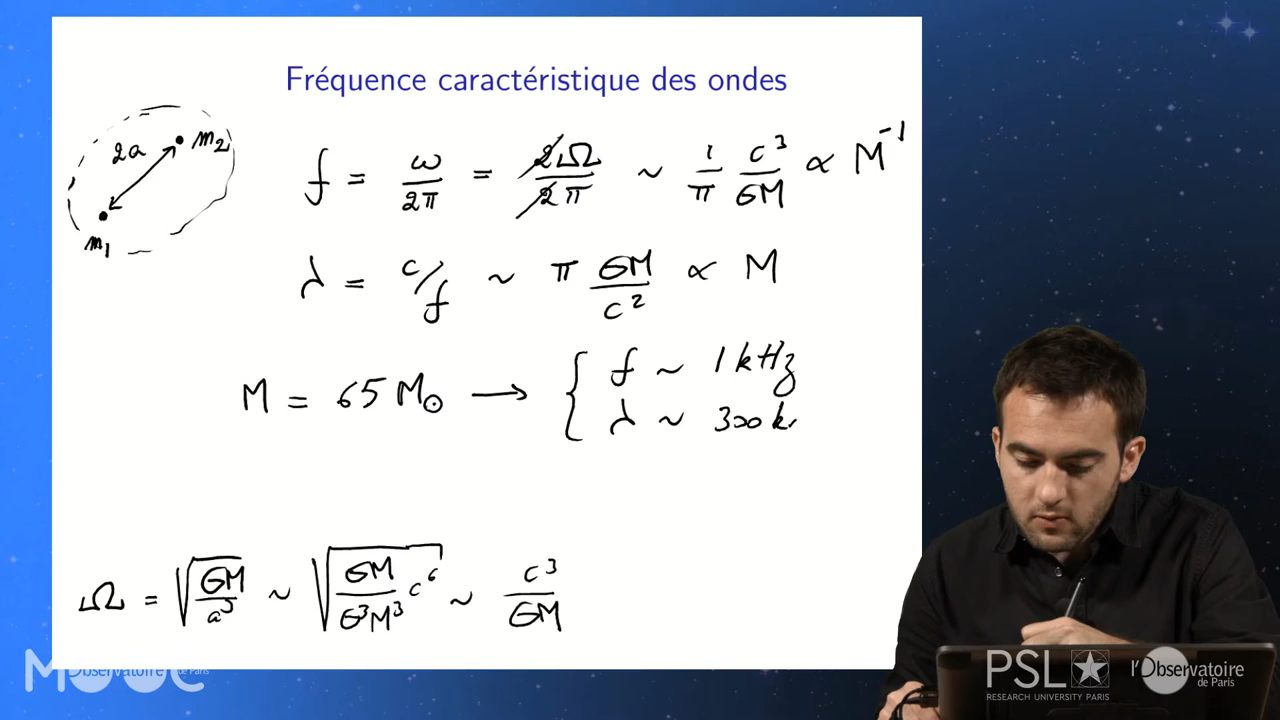 Fréquence caractéristique des ondes
2a m₂
m₁
f = ω/2π = 2Ω/2π ~ 1/π c³/GM ∝ M⁻¹
λ = c/f ~ π GM/c² ∝ M
M = 65 M⊙ → { f ~ 1 kHz
λ ~ 300 k
Ω = √(GM/a³) ~ √(GM/G³M³ c⁶) ~ c³/GM
MOOC
l'Observatoire de Paris
PSL
RESEARCH UNIVERSITY PARIS
l'Observatoire
de Paris